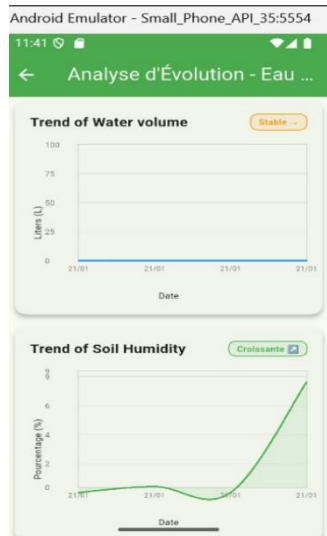 Android Emulator - Small_Phone_API_35:5554
11:41
← Analyse d'Évolution - Eau ...
Trend of Water volume
Stable →
100
75
50
25
0
Liters (L)
21/01 21/01 21/01 21/01
Date
Trend of Soil Humidity
Croissante ↗
9
9
6
4
2
0
Pourcentage (%)
21/01 21/01 21/01 21/01
Date